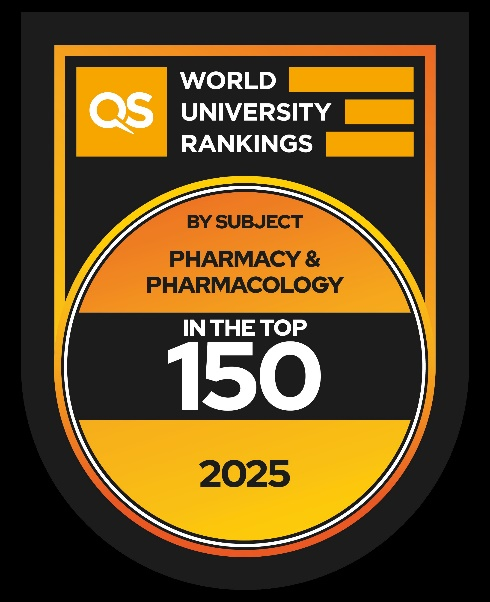 QS
WORLD
UNIVERSITY
RANKINGS
BY SUBJECT
PHARMACY &
PHARMACOLOGY
IN THE TOP
150
2025